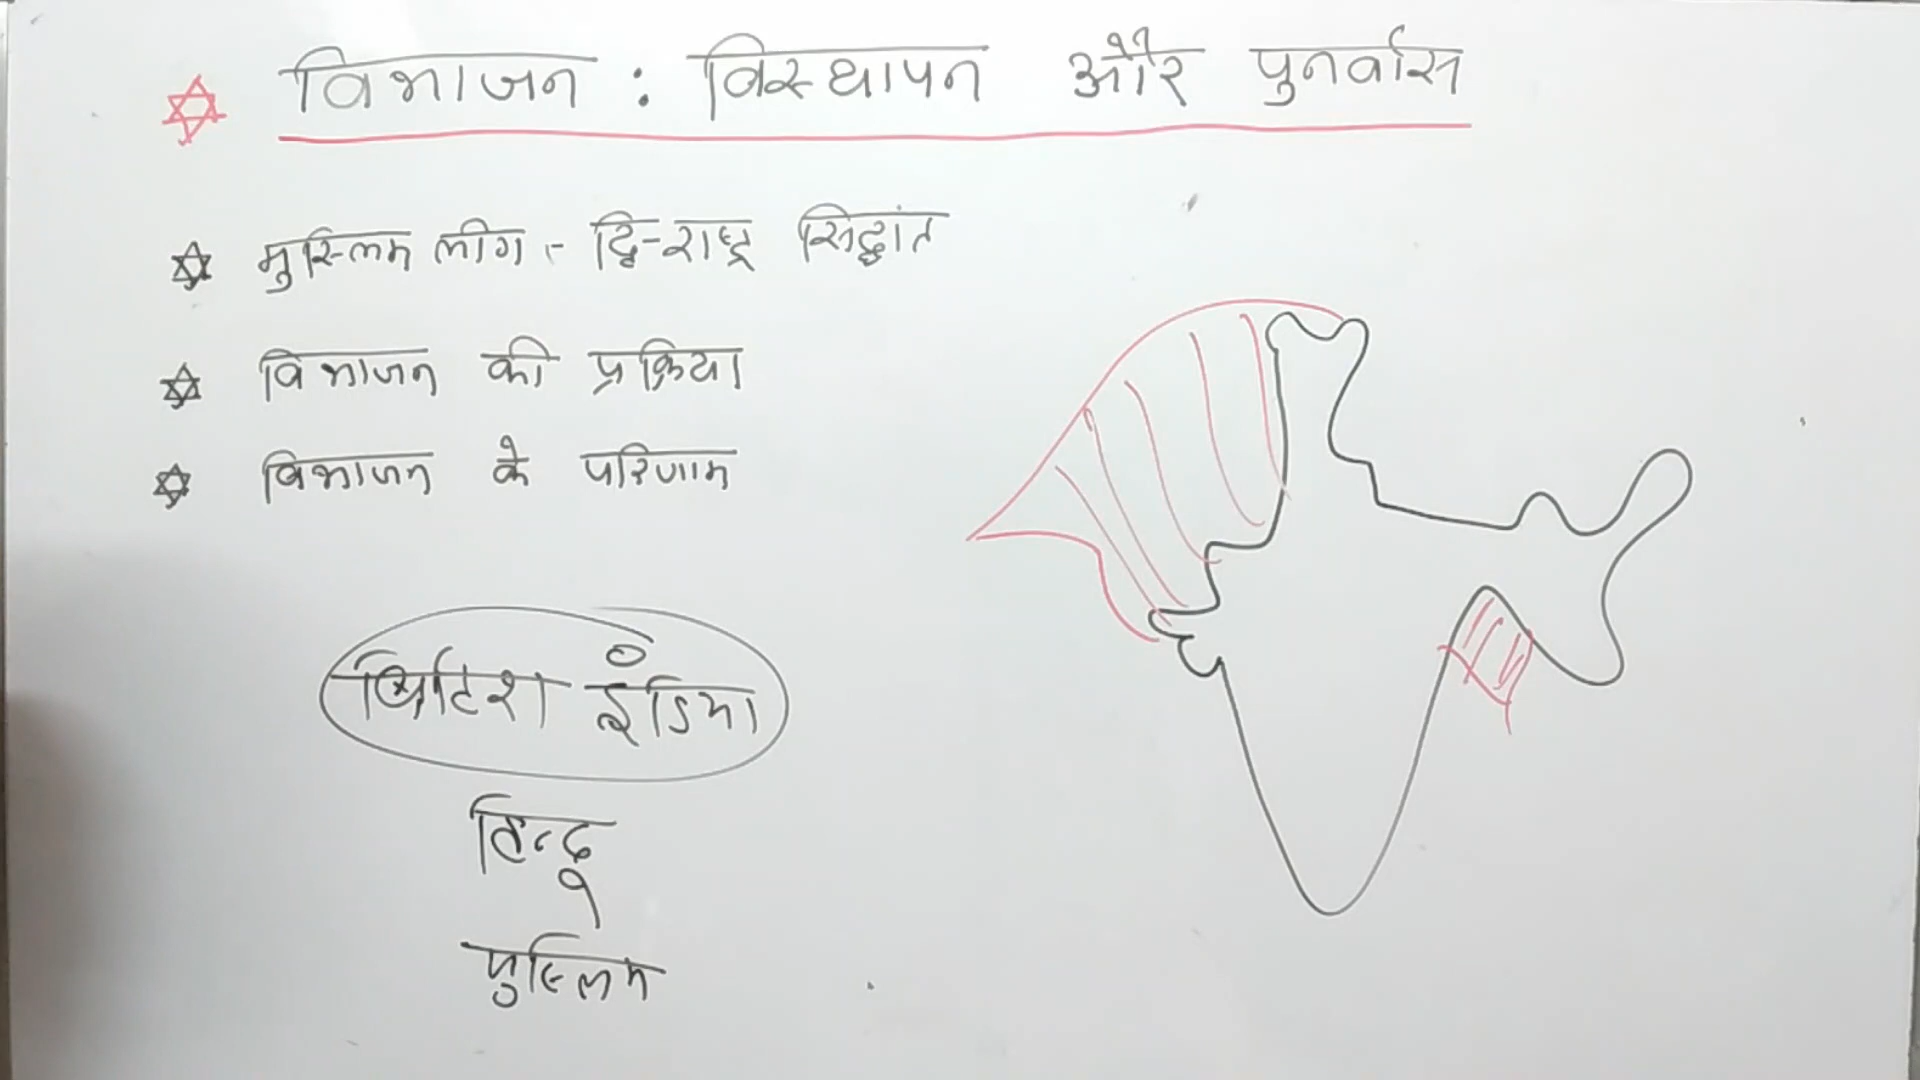 विभाजन : विस्थापन और पुनर्वास
मुस्लिम लीग :- द्वि-राष्ट्र सिद्धांत
विभाजन की प्रक्रिया
विभाजन के परिणाम
ब्रिटिश इंडिया
हिन्दू
मुस्लिम